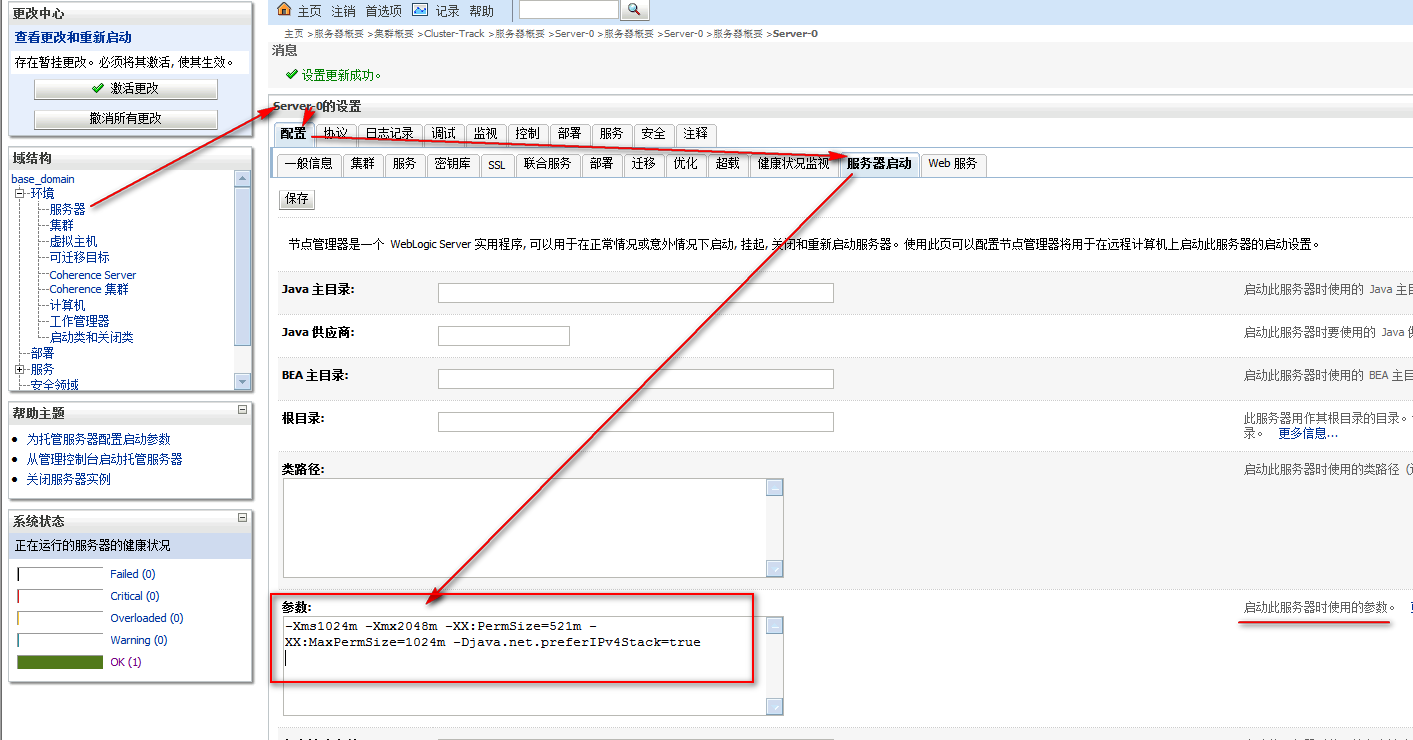 更改中心
查看更改和重新启动
存在暂挂更改。必须将其激活, 使其生效。
激活更改
撤消所有更改
域结构
base_domain
环境
服务器
集群
虚拟主机
可迁移目标
Coherence Server
Coherence 集群
计算机
工作管理器
启动类和关闭类
部署
服务
安全领域
帮助主题
为托管服务器配置启动参数
从管理控制台启动托管服务器
关闭服务器实例
系统状态
正在运行的服务器的健康状况
Failed (0)
Critical (0)
Overloaded (0)
Warning (0)
OK (1)
主页 注销 首选项 记录 帮助
主页 >服务器概要 >集群概要 >Cluster-Track >服务器概要 >Server-0 >服务器概要 >Server-0 >服务器概要 >Server-0
消息
设置更新成功。
Server-0的设置
配置 协议 日志记录 调试 监视 控制 部署 服务 安全 注释
一般信息 集群 服务 密钥库 SSL 联合服务 部署 迁移 优化 超载 健康状况监视 服务器启动 Web 服务
保存
节点管理器是一个 WebLogic Server 实用程序, 可以用于在正常情况或意外情况下启动, 挂起, 关闭和重新启动服务器。使用此页可以配置节点管理器将用于在远程计算机上启动此服务器的启动设置。
Java 主目录: 启动此服务器时使用的 Java 主目
Java 供应商: 启动此服务器时要使用的 Java
BEA 主目录: 启动此服务器时使用的 BEA 主目
根目录: 此服务器用作其根目录的目录。
录。 更多信息...
类路径: 启动此服务器时使用的类路径
参数: 启动此服务器时使用的参数。
-Xms1024m -Xmx2048m -XX:PermSize=521m -
XX:MaxPermSize=1024m -Djava.net.preferIPv4Stack=true